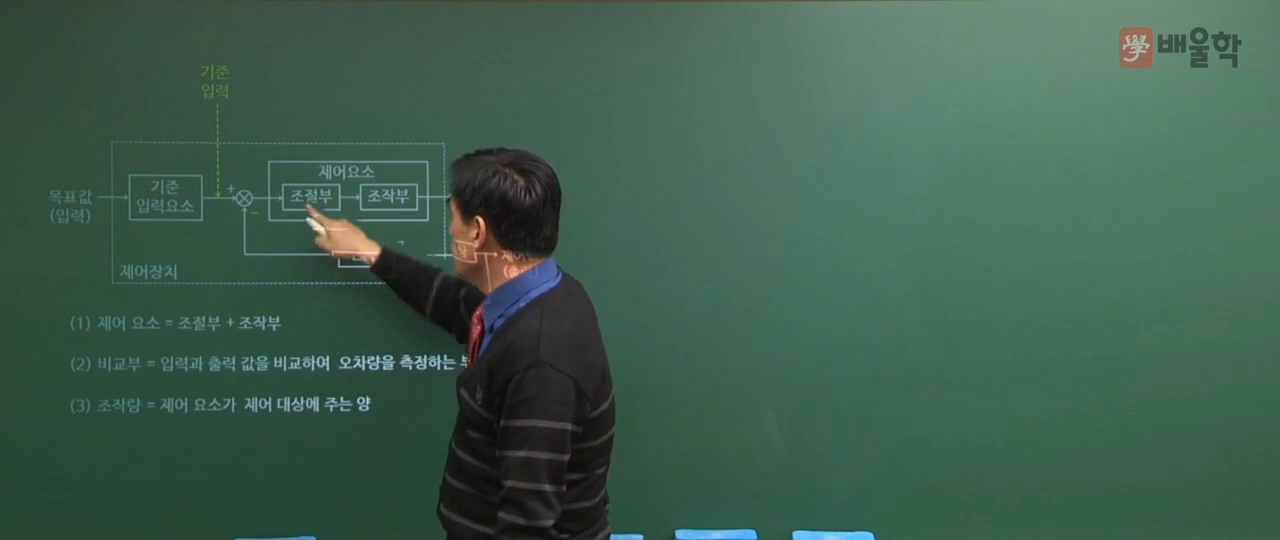 學 배울학
기준
입력
제어요소
목표값
(입력)
기준
입력요소
+
-
조절부
조작부
제어장치
(1) 제어 요소 = 조절부 + 조작부
(2) 비교부 = 입력과 출력 값을 비교하여 오차량을 측정하는
(3) 조작량 = 제어 요소가 제어 대상에 주는 양